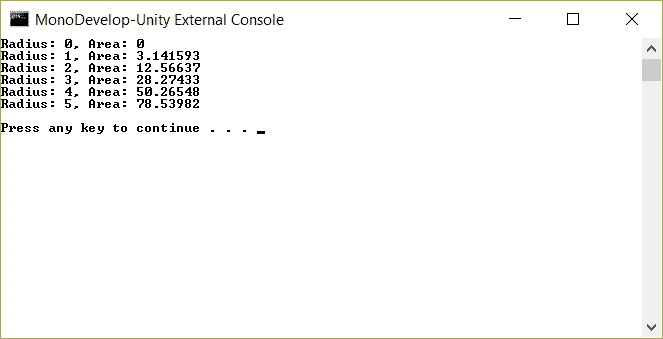 MonoDevelop-Unity External Console
Radius: 0, Area: 0
Radius: 1, Area: 3.141593
Radius: 2, Area: 12.56637
Radius: 3, Area: 28.27433
Radius: 4, Area: 50.26548
Radius: 5, Area: 78.53982
Press any key to continue . . .